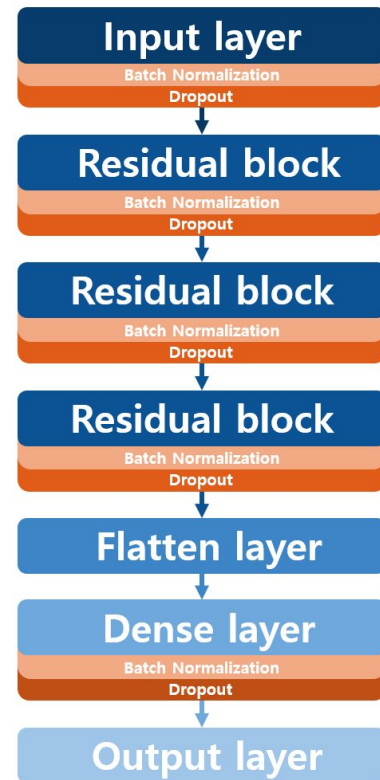 Input layer
Batch Normalization
Dropout
Residual block
Batch Normalization
Dropout
Residual block
Batch Normalization
Dropout
Residual block
Batch Normalization
Dropout
Flatten layer
Dense layer
Batch Normalization
Dropout
Output layer